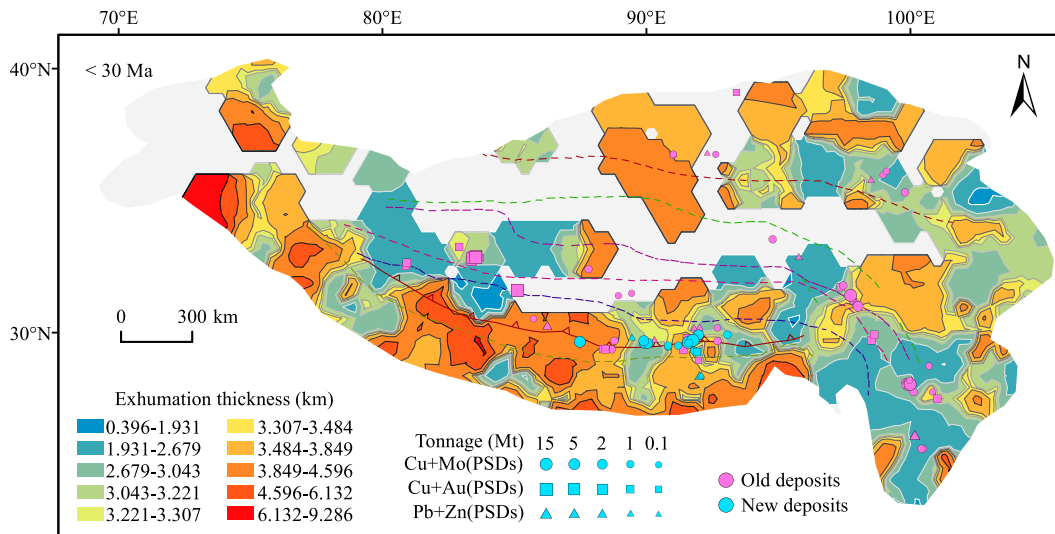 70°E 80°E 90°E 100°E
40°N
< 30 Ma
N
30°N
0 300 km
Exhumation thickness (km)
0.396-1.931 3.307-3.484
1.931-2.679 3.484-3.849
2.679-3.043 3.849-4.596
3.043-3.221 4.596-6.132
3.221-3.307 6.132-9.286
Tonnage (Mt) 15 5 2 1 0.1
Cu+Mo(PSDs)
Cu+Au(PSDs)
Pb+Zn(PSDs)
Old deposits
New deposits